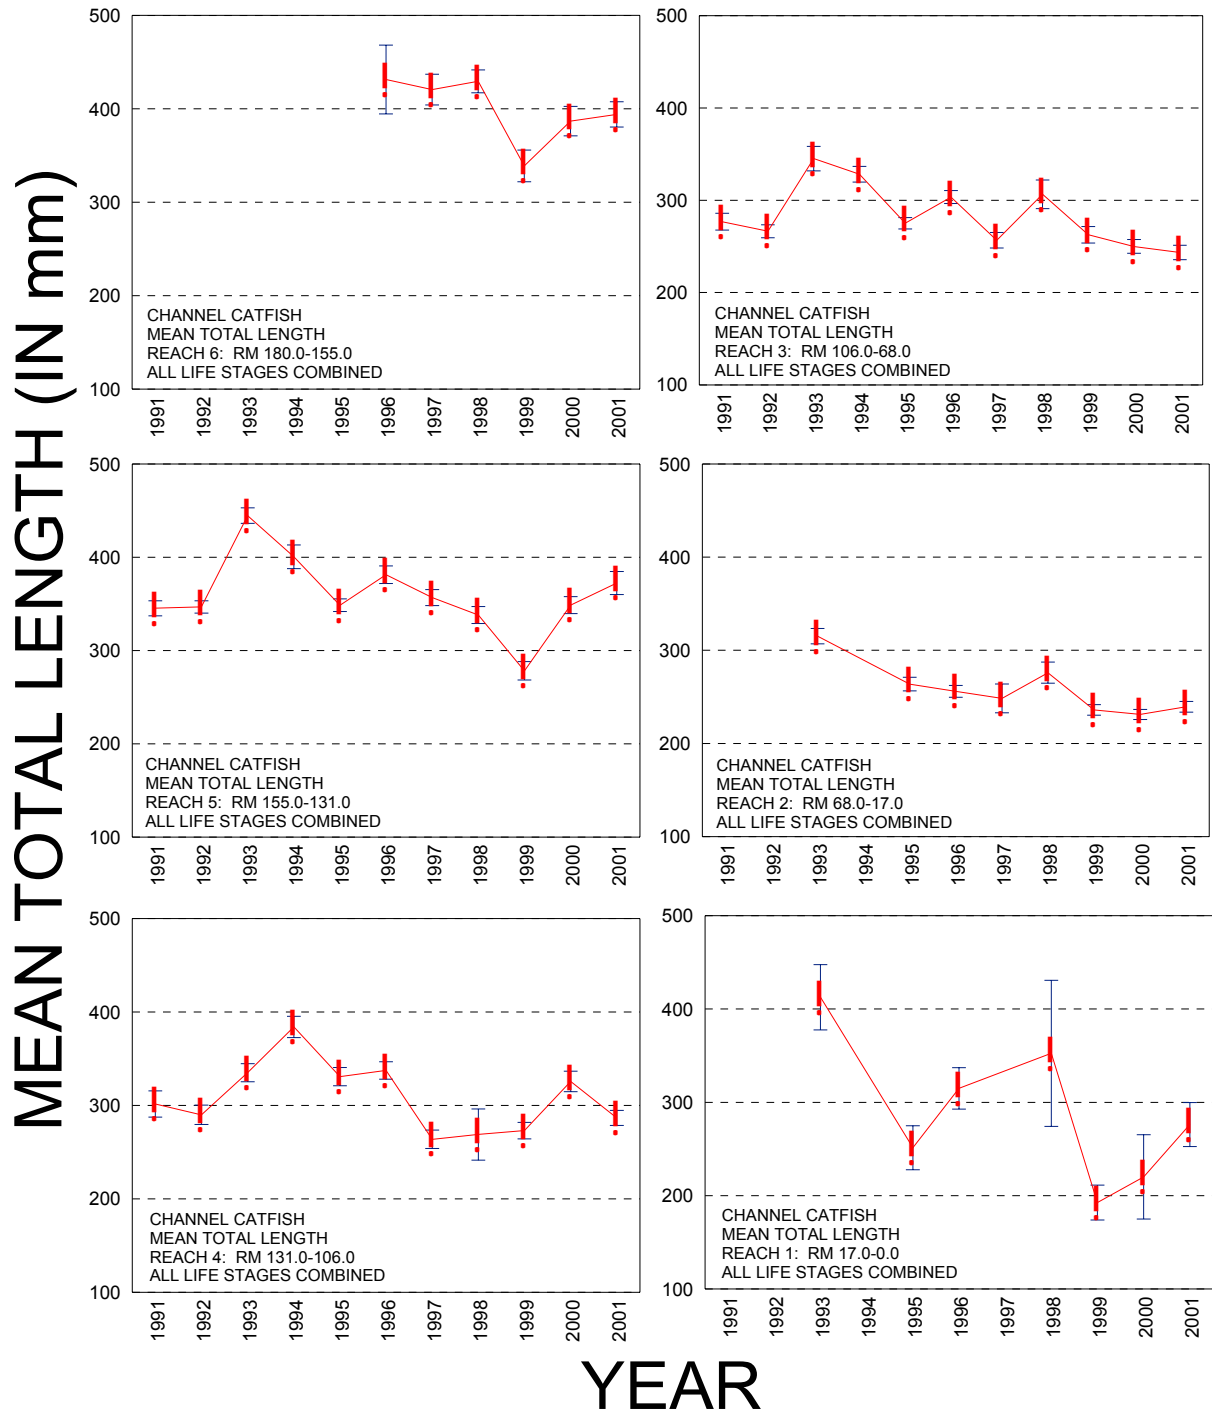 MEAN TOTAL LENGTH (IN mm)
500
400
300
200
100
CHANNEL CATFISH
MEAN TOTAL LENGTH
REACH 6: RM 180.0-155.0
ALL LIFE STAGES COMBINED
1991 1992 1993 1994 1995 1996 1997 1998 1999 2000 2001
500
400
300
200
100
CHANNEL CATFISH
MEAN TOTAL LENGTH
REACH 3: RM 106.0-68.0
ALL LIFE STAGES COMBINED
1991 1992 1993 1994 1995 1996 1997 1998 1999 2000 2001
500
400
300
200
100
CHANNEL CATFISH
MEAN TOTAL LENGTH
REACH 5: RM 155.0-131.0
ALL LIFE STAGES COMBINED
1991 1992 1993 1994 1995 1996 1997 1998 1999 2000 2001
500
400
300
200
100
CHANNEL CATFISH
MEAN TOTAL LENGTH
REACH 2: RM 68.0-17.0
ALL LIFE STAGES COMBINED
1991 1992 1993 1994 1995 1996 1997 1998 1999 2000 2001
500
400
300
200
100
CHANNEL CATFISH
MEAN TOTAL LENGTH
REACH 4: RM 131.0-106.0
ALL LIFE STAGES COMBINED
1991 1992 1993 1994 1995 1996 1997 1998 1999 2000 2001
500
400
300
200
100
CHANNEL CATFISH
MEAN TOTAL LENGTH
REACH 1: RM 17.0-0.0
ALL LIFE STAGES COMBINED
1991 1992 1993 1994 1995 1996 1997 1998 1999 2000 2001
YEAR